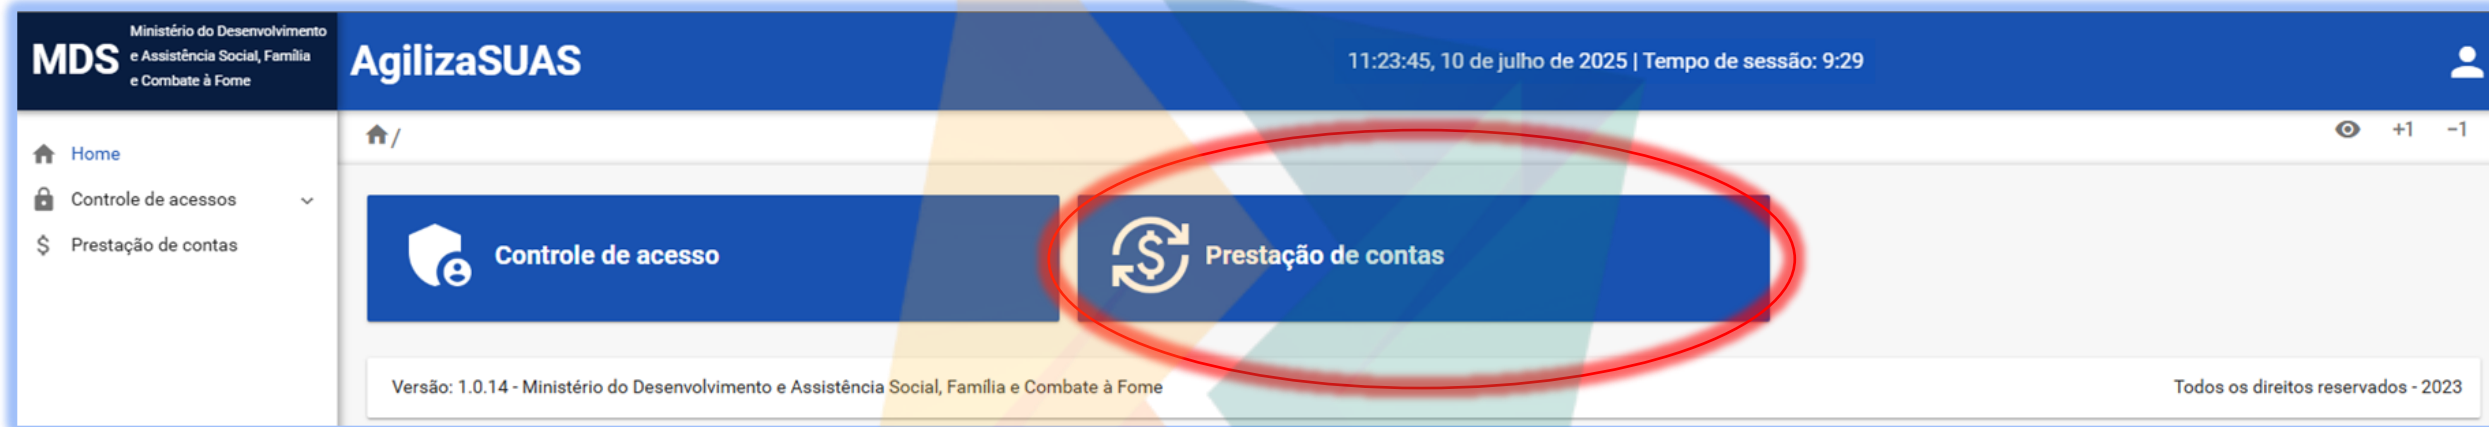 MDS
Ministério do Desenvolvimento
e Assistência Social, Família
e Combate à Fome
AgilizaSUAS
11:23:45, 10 de julho de 2025 | Tempo de sessão: 9:29
/
+1 -1
Home
Controle de acessos
Prestação de contas
Controle de acesso
Prestação de contas
Versão: 1.0.14 - Ministério do Desenvolvimento e Assistência Social, Família e Combate à Fome
Todos os direitos reservados - 2023